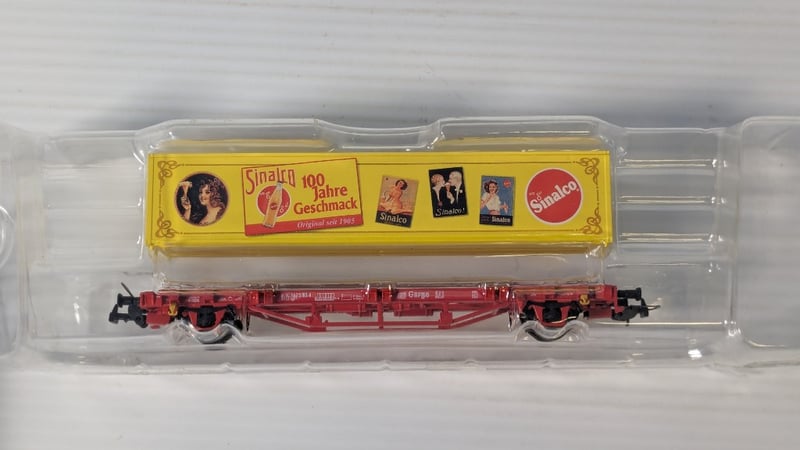 Sinalco
100
Jahre
Geschmack
Original seit 1905
Sinalco
Sinalco!
Sinalco
Sinalco
Cargo